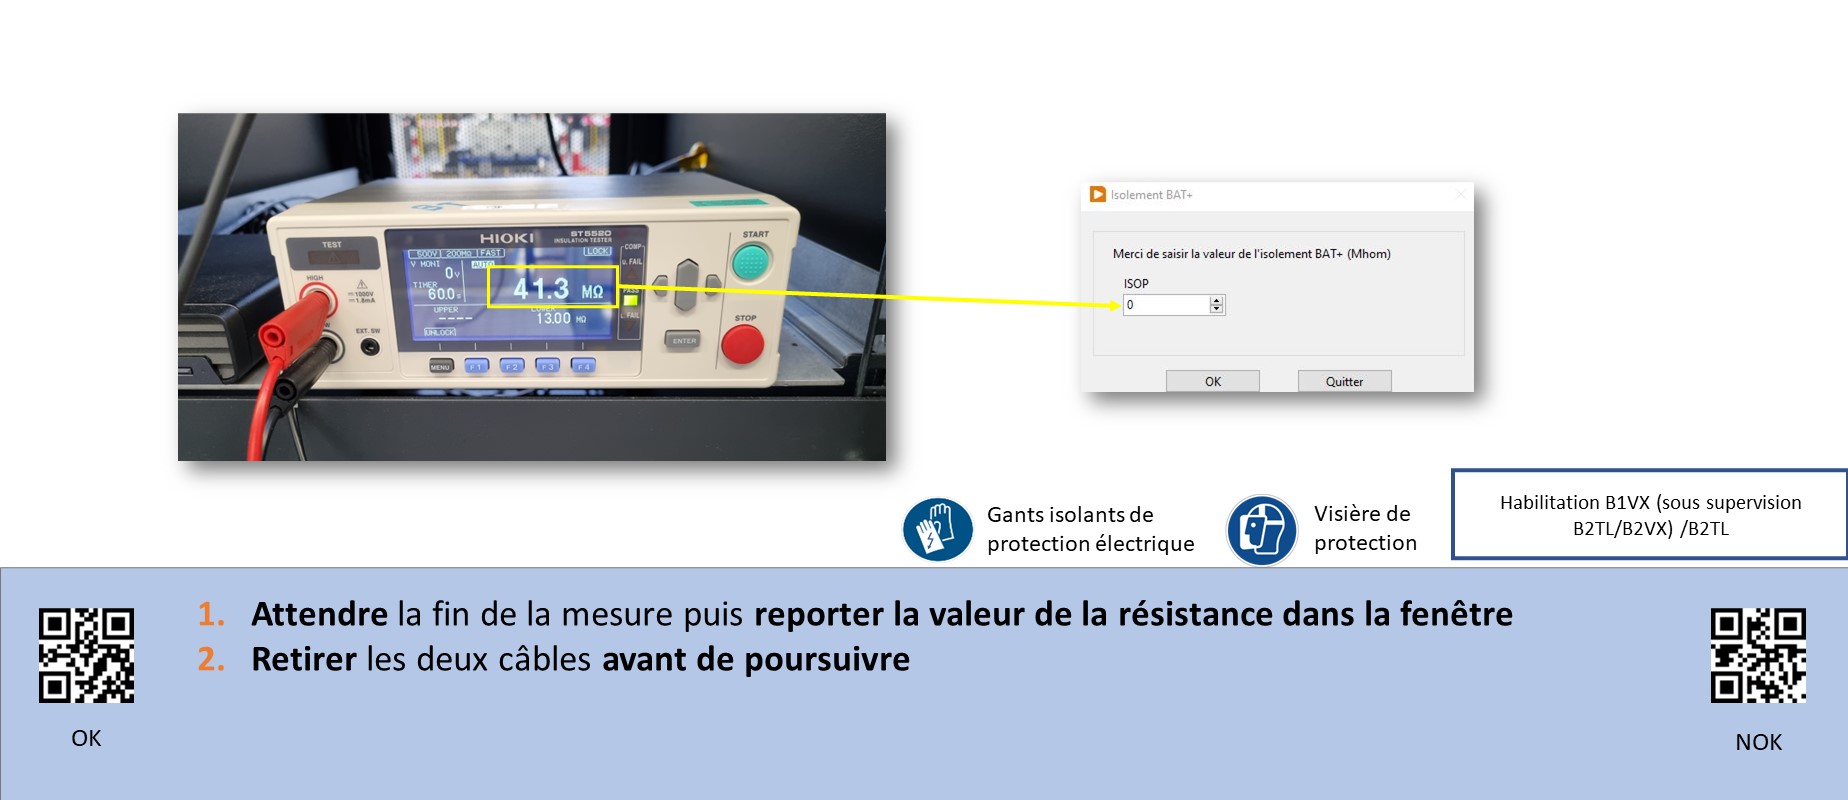 HIOKI
ST5520
INSULATION TESTER
TEST
HIGH
EXT. SW
500V 200MΩ FAST
LOCK
V MONI
AUTO
0 V
TIMER
60.0 s
41.3 MΩ
UPPER
----
LOWER
13.00 MΩ
UNLOCK
COMP
U. FAIL
PASS
L. FAIL
START
STOP
ENTER
MENU
F1
F2
F3
F4
Isolement BAT+
Merci de saisir la valeur de l'isolement BAT+ (Mhom)
ISOP
0
OK
Quitter
Gants isolants de
protection électrique
Visière de
protection
Habilitation B1VX (sous supervision
B2TL/B2VX) /B2TL
1. Attendre la fin de la mesure puis reporter la valeur de la résistance dans la fenêtre
2. Retirer les deux câbles avant de poursuivre
OK
NOK